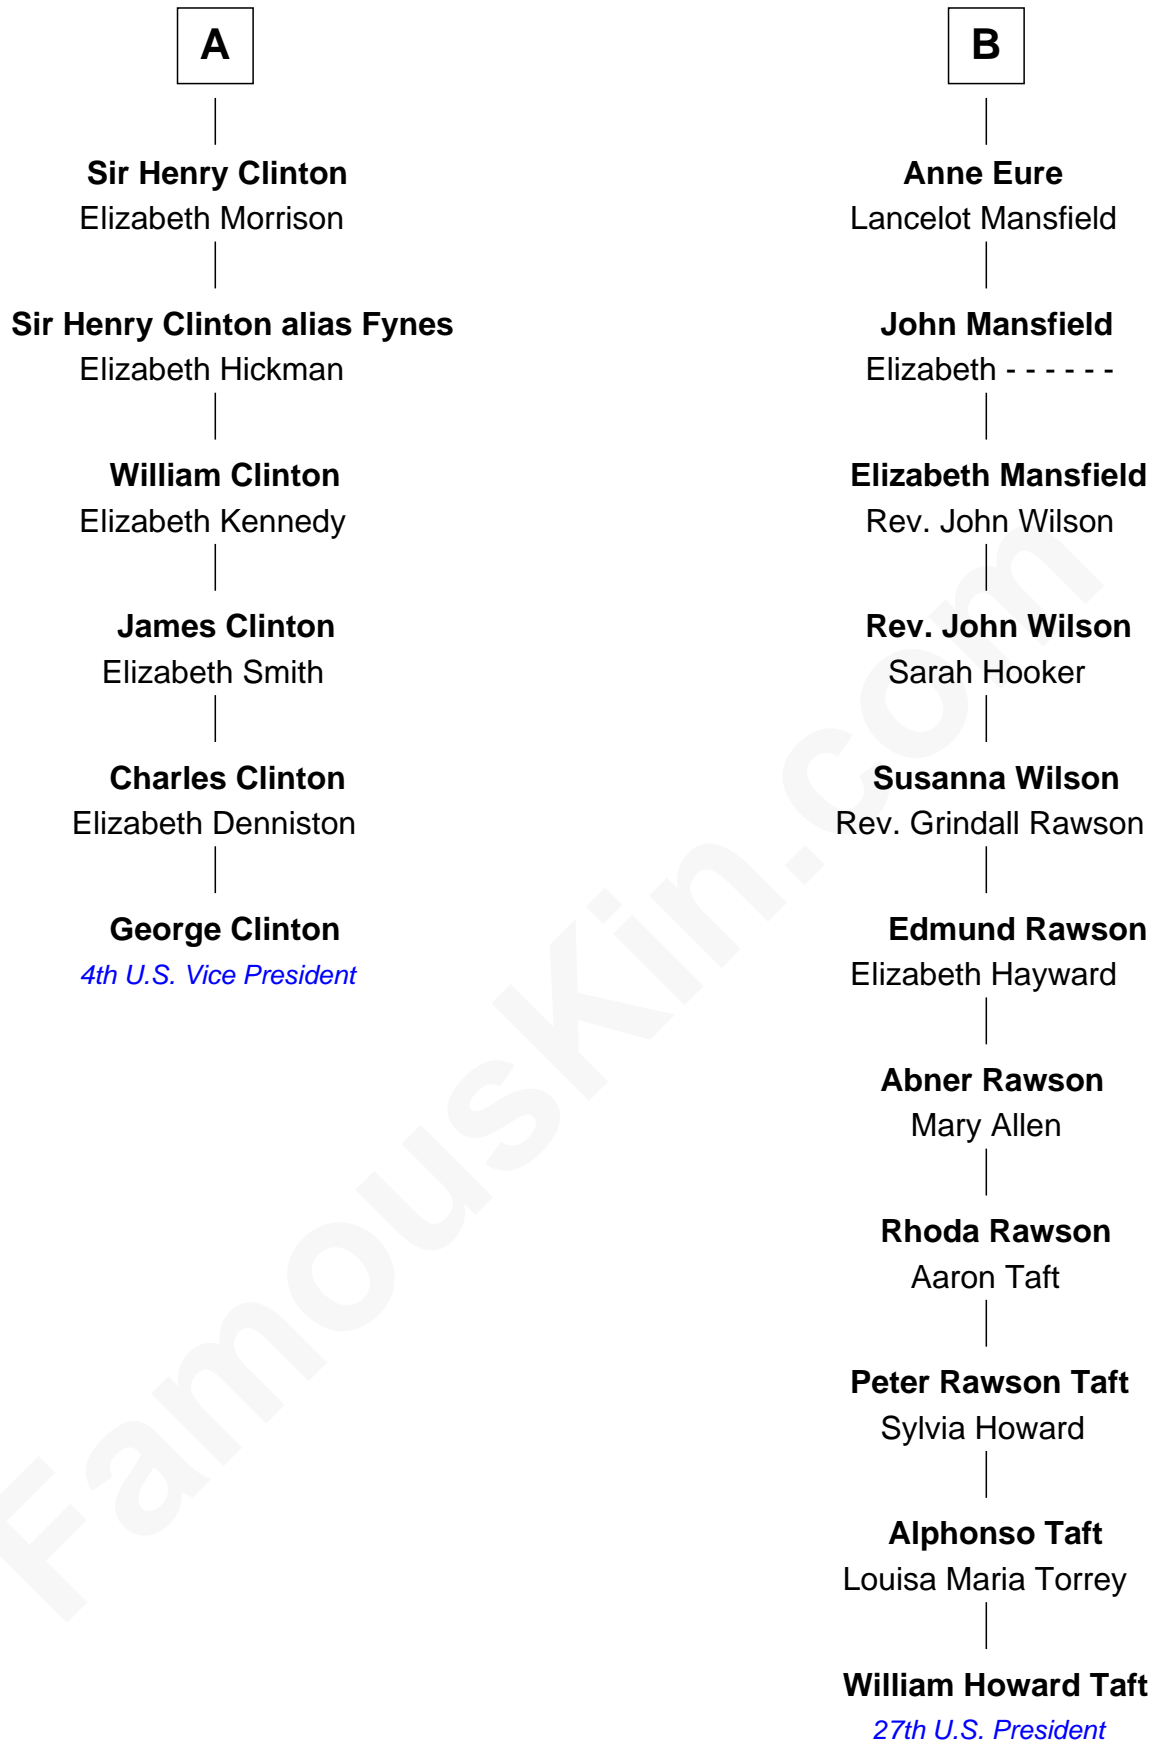 A
Sir Henry Clinton
Elizabeth Morrison
Sir Henry Clinton alias Fynes
Elizabeth Hickman
William Clinton
Elizabeth Kennedy
James Clinton
Elizabeth Smith
Charles Clinton
Elizabeth Denniston
George Clinton
4th U.S. Vice President
B
Anne Eure
Lancelot Mansfield
John Mansfield
Elizabeth - - - - - -
Elizabeth Mansfield
Rev. John Wilson
Rev. John Wilson
Sarah Hooker
Susanna Wilson
Rev. Grindall Rawson
Edmund Rawson
Elizabeth Hayward
Abner Rawson
Mary Allen
Rhoda Rawson
Aaron Taft
Peter Rawson Taft
Sylvia Howard
Alphonso Taft
Louisa Maria Torrey
William Howard Taft
27th U.S. President
FamousKin.com